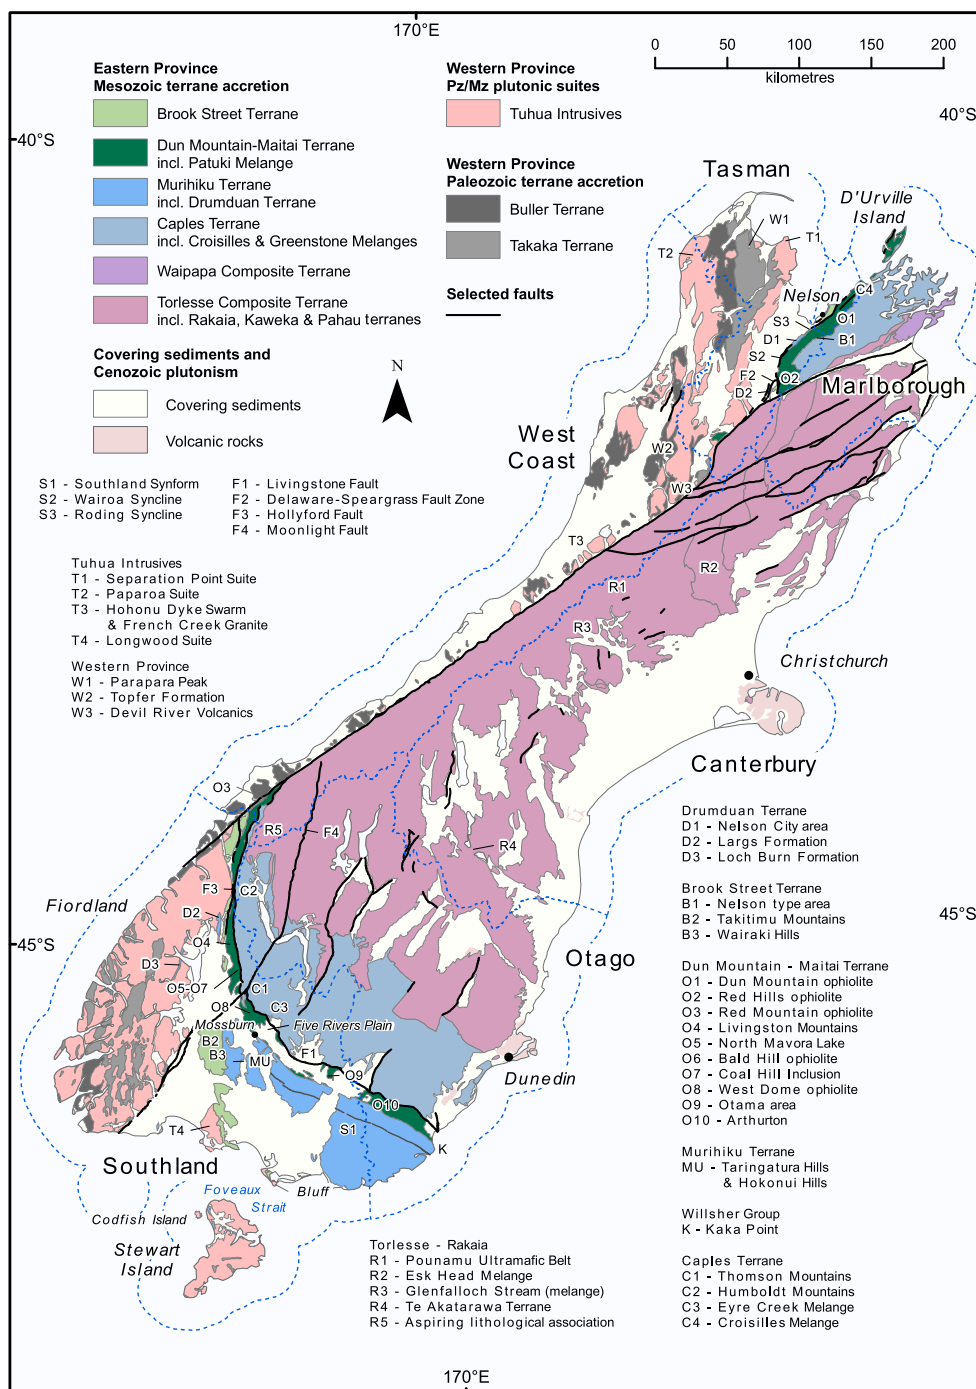 170°E
0 50 100 150 200
kilometres
40°S
40°S
Eastern Province
Mesozoic terrane accretion
Brook Street Terrane
Dun Mountain-Maitai Terrane
incl. Patuki Melange
Murihiku Terrane
incl. Drumduan Terrane
Caples Terrane
incl. Croisilles & Greenstone Melanges
Waipapa Composite Terrane
Torlesse Composite Terrane
incl. Rakaia, Kaweka & Pahau terranes
Covering sediments and
Cenozoic plutonism
Covering sediments
Volcanic rocks
Western Province
Pz/Mz plutonic suites
Tuhua Intrusives
Western Province
Paleozoic terrane accretion
Buller Terrane
Takaka Terrane
Selected faults
N
S1 - Southland Synform
S2 - Wairoa Syncline
S3 - Roding Syncline
F1 - Livingstone Fault
F2 - Delaware-Speargrass Fault Zone
F3 - Hollyford Fault
F4 - Moonlight Fault
Tuhua Intrusives
T1 - Separation Point Suite
T2 - Paparoa Suite
T3 - Hohonu Dyke Swarm
& French Creek Granite
T4 - Longwood Suite
Western Province
W1 - Parapara Peak
W2 - Topfer Formation
W3 - Devil River Volcanics
Tasman
D'Urville
Island
W1
T1
T2
Nelson
C4
O1
S3
D1
B1
S2
F2
O2
D2
Marlborough
West
Coast
W2
W3
T3
R2
R1
R3
Christchurch
Canterbury
O3
R5
F4
R4
F3
C2
Fiordland
D2
45°S
45°S
O4
D3
Otago
O5-O7
C1
O8
C3
Mossburn
Five Rivers Plain
B2
B3
MU
F1
Dunedin
O9
O10
T4
S1
K
Southland
Bluff
Foveaux
Strait
Codfish Island
Stewart
Island
Drumduan Terrane
D1 - Nelson City area
D2 - Largs Formation
D3 - Loch Burn Formation
Brook Street Terrane
B1 - Nelson type area
B2 - Takitimu Mountains
B3 - Wairaki Hills
Dun Mountain - Maitai Terrane
O1 - Dun Mountain ophiolite
O2 - Red Hills ophiolite
O3 - Red Mountain ophiolite
O4 - Livingston Mountains
O5 - North Mavora Lake
O6 - Bald Hill ophiolite
O7 - Coal Hill Inclusion
O8 - West Dome ophiolite
O9 - Otama area
O10 - Arthurton
Murihiku Terrane
MU - Taringatura Hills
& Hokonui Hills
Willsher Group
K - Kaka Point
Caples Terrane
C1 - Thomson Mountains
C2 - Humboldt Mountains
C3 - Eyre Creek Melange
C4 - Croisilles Melange
Torlesse - Rakaia
R1 - Pounamu Ultramafic Belt
R2 - Esk Head Melange
R3 - Glenfalloch Stream (melange)
R4 - Te Akatarawa Terrane
R5 - Aspiring lithological association
170°E